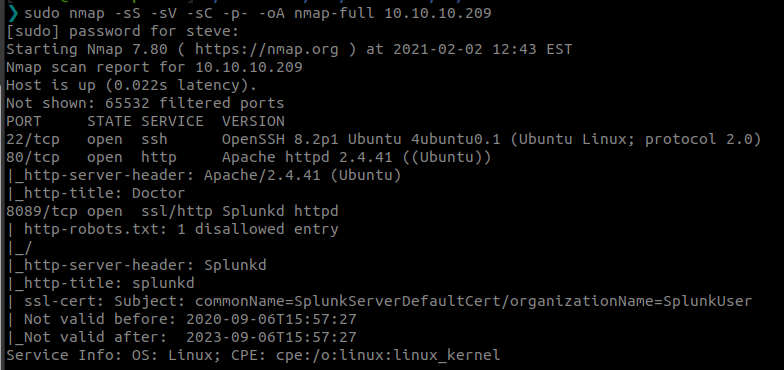 ❯ sudo nmap -sS -sV -sC -p- -oA nmap-full 10.10.10.209
[sudo] password for steve:
Starting Nmap 7.80 ( https://nmap.org ) at 2021-02-02 12:43 EST
Nmap scan report for 10.10.10.209
Host is up (0.022s latency).
Not shown: 65532 filtered ports
PORT     STATE SERVICE  VERSION
22/tcp   open  ssh      OpenSSH 8.2p1 Ubuntu 4ubuntu0.1 (Ubuntu Linux; protocol 2.0)
80/tcp   open  http     Apache httpd 2.4.41 ((Ubuntu))
|_http-server-header: Apache/2.4.41 (Ubuntu)
|_http-title: Doctor
8089/tcp open  ssl/http Splunkd httpd
| http-robots.txt: 1 disallowed entry
|_/
|_http-server-header: Splunkd
|_http-title: splunkd
| ssl-cert: Subject: commonName=SplunkServerDefaultCert/organizationName=SplunkUser
| Not valid before: 2020-09-06T15:57:27
|_Not valid after:  2023-09-06T15:57:27
Service Info: OS: Linux; CPE: cpe:/o:linux:linux_kernel